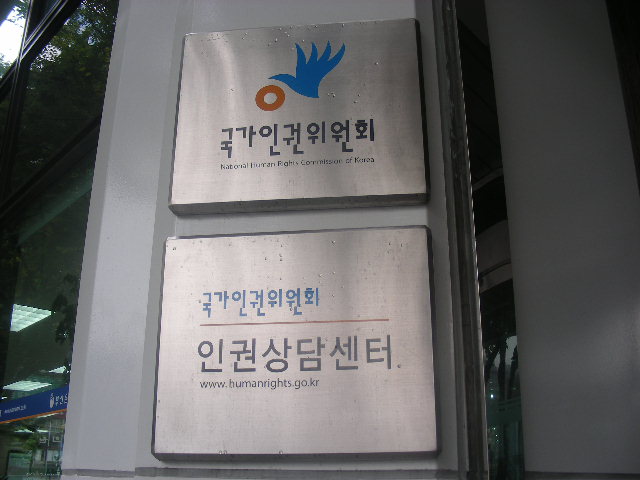 국가인권위원회
National Human Rights Commission of Korea
국가인권위원회
인권상담센터
www.humanrights.go.kr